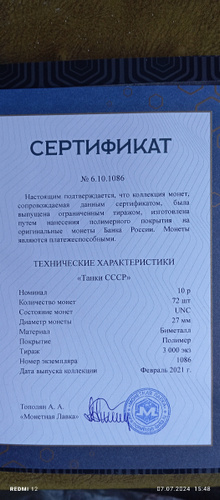 СЕРТИФИКАТ
№ 6.10.1086
Настоящим подтверждается, что коллекция монет,
сопровождаемая данным сертификатом, была
выпущена ограниченным тиражом, изготовлена
путем нанесения полимерного покрытия на
оригинальные монеты Банка России. Монеты
являются платежеспособными.
ТЕХНИЧЕСКИЕ ХАРАКТЕРИСТИКИ
«Танки СССР»
Номинал 10 р
Количество монет 72 шт
Состояние монет UNC
Диаметр монеты 27 мм
Материал Биметалл
Покрытие Полимер
Тираж 3 000 экз
Номер экземпляра 1086
Дата выпуска коллекции Февраль 2021 г.
Топозян А. А.
«Монетная Лавка»
REDMI 12
07.07.2024 15:48